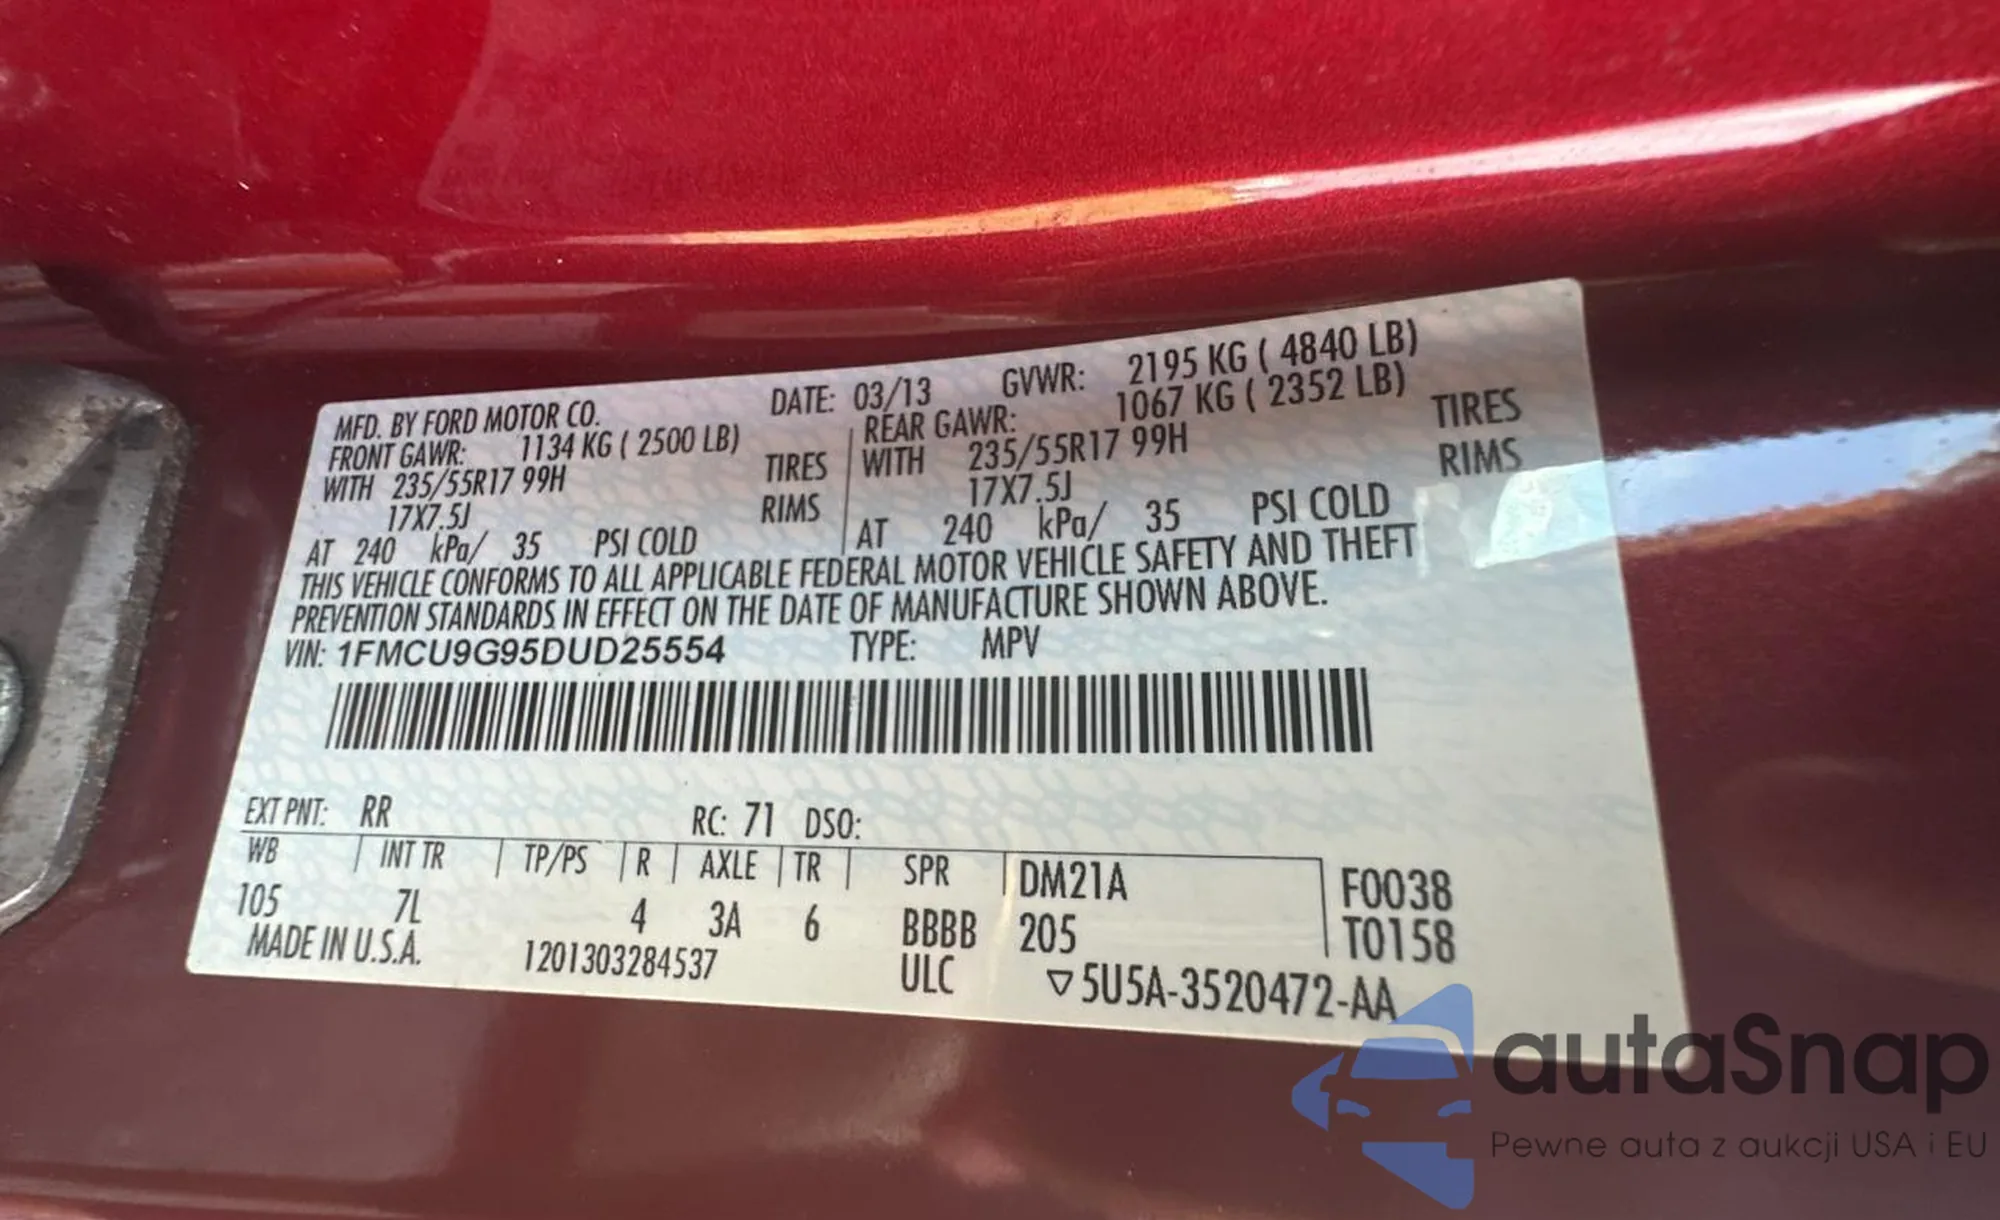 MFD. BY FORD MOTOR CO. DATE: 03/13 GVWR: 2195 KG ( 4840 LB)
FRONT GAWR: 1134 KG ( 2500 LB) REAR GAWR: 1067 KG ( 2352 LB)
WITH 235/55R17 99H TIRES WITH 235/55R17 99H TIRES
17X7.5J RIMS 17X7.5J RIMS
AT 240 kPa/ 35 PSI COLD AT 240 kPa/ 35 PSI COLD
THIS VEHICLE CONFORMS TO ALL APPLICABLE FEDERAL MOTOR VEHICLE SAFETY AND THEFT
PREVENTION STANDARDS IN EFFECT ON THE DATE OF MANUFACTURE SHOWN ABOVE.
VIN: 1FMCU9G95DUD25554 TYPE: MPV
EXT PNT: RR RC: 71 DSO:
WB INT TR TP/PS R AXLE TR SPR DM21A F0038
105 7L 4 3A 6 BBBB 205 T0158
MADE IN U.S.A. 1201303284537 ULC ▽5U5A-3520472-AA
autaSnap
Pewne auta z aukcji USA i EU